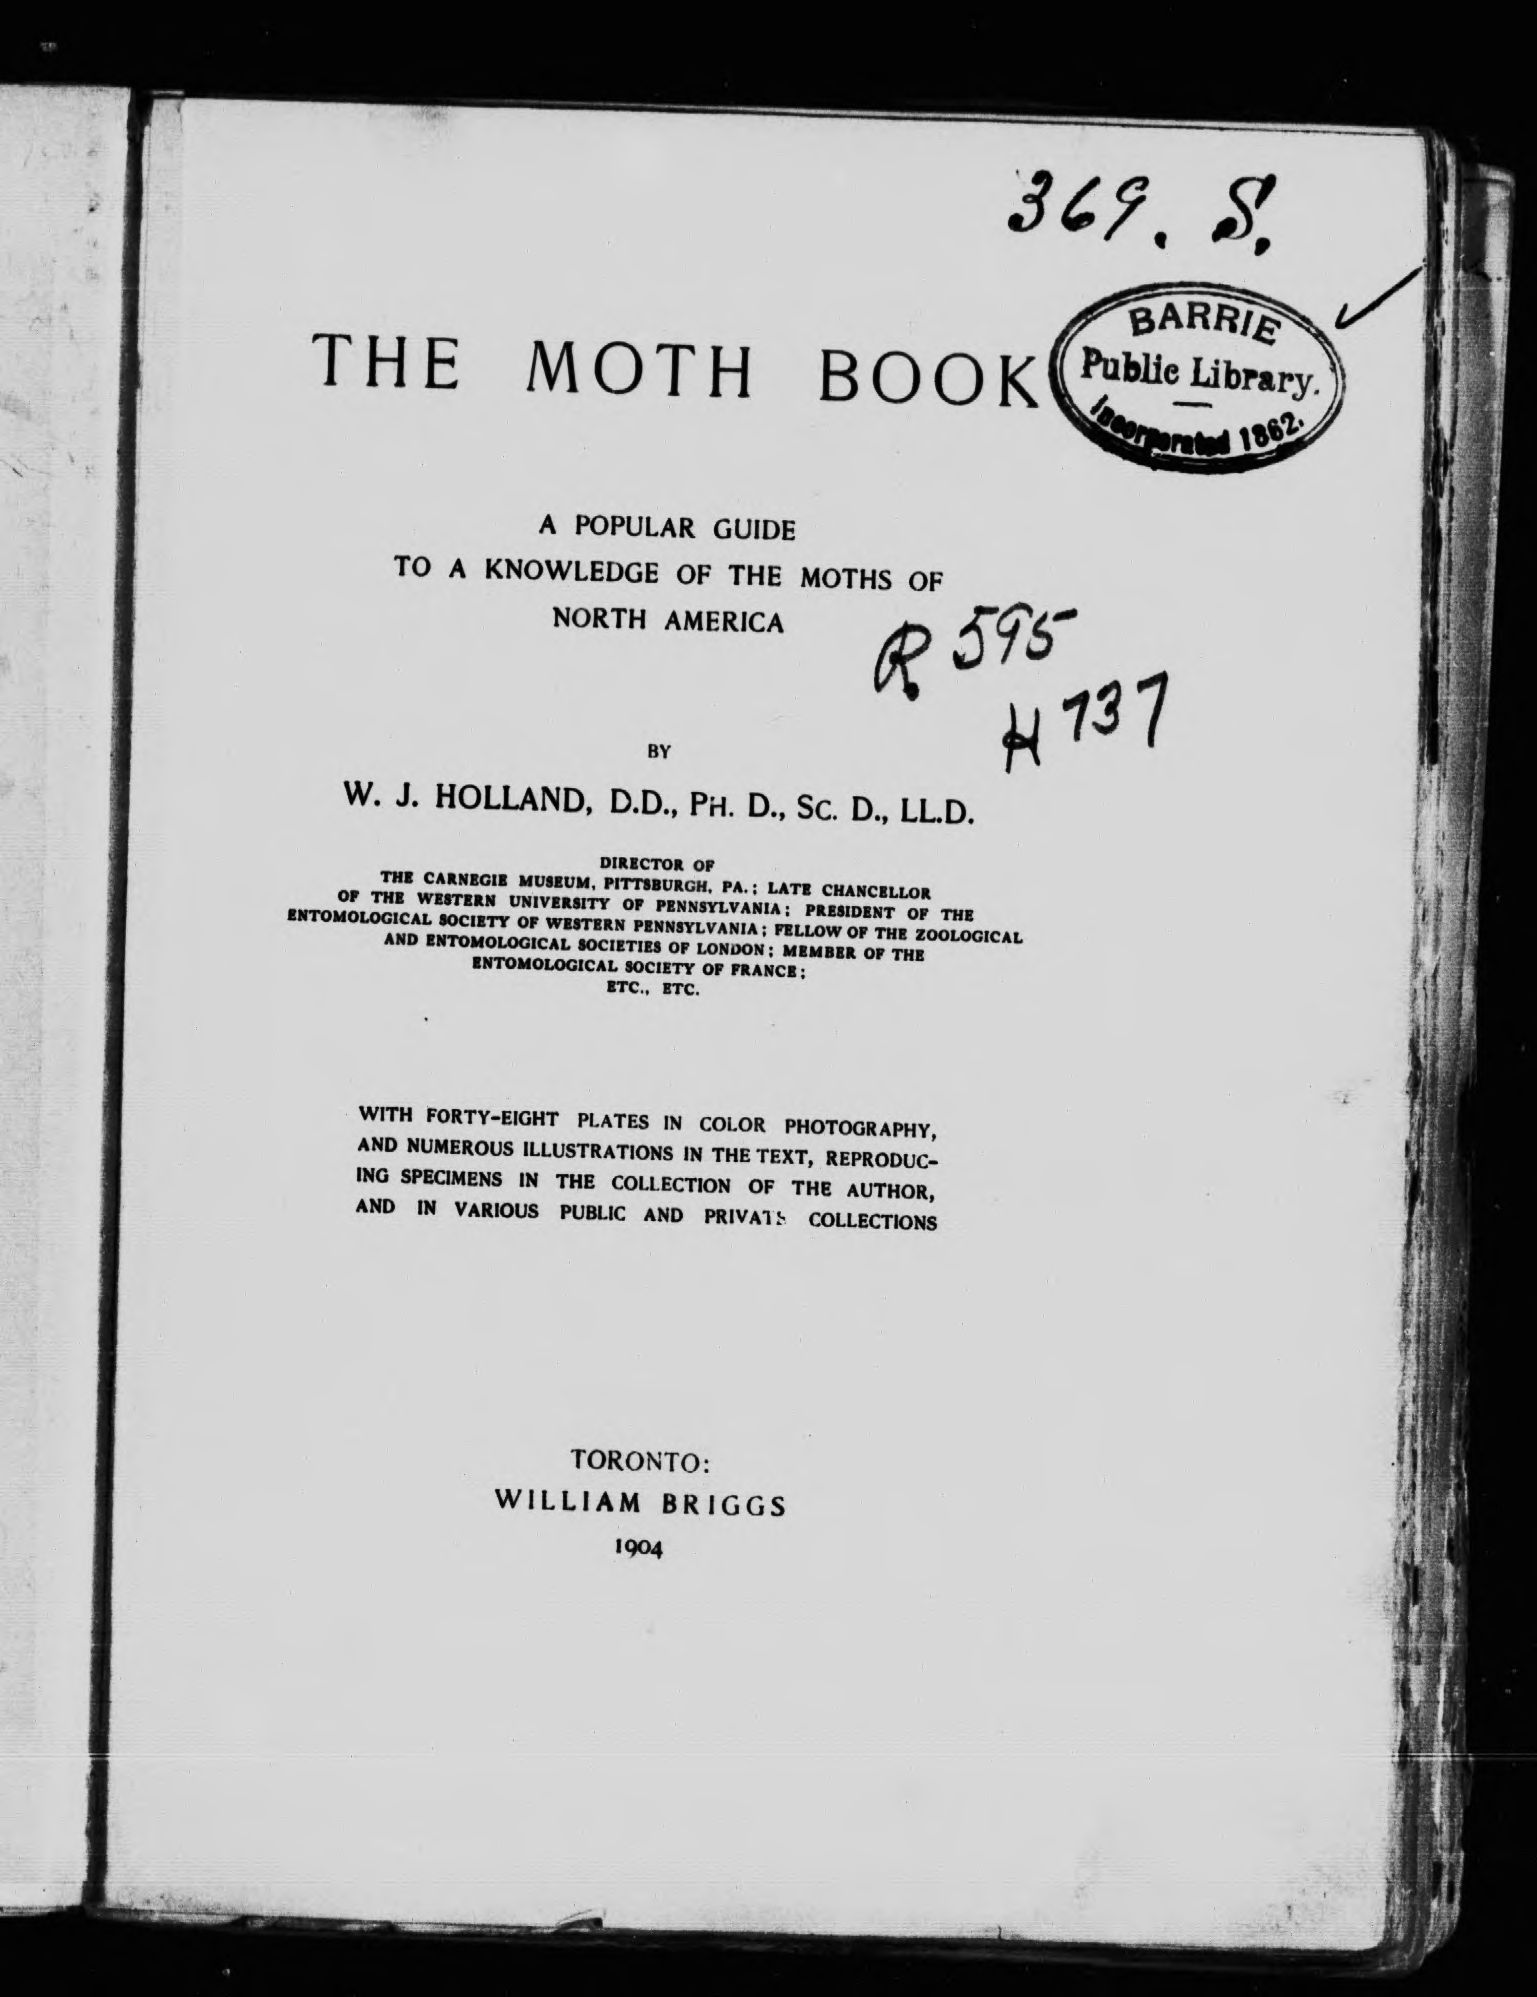 369. S.
BARRIE
Public Library.
Incorporated 1862.
THE MOTH BOOK
A POPULAR GUIDE
TO A KNOWLEDGE OF THE MOTHS OF
NORTH AMERICA
R 595
H 737
BY
W. J. HOLLAND, D.D., PH. D., SC. D., LL.D.
DIRECTOR OF
THE CARNEGIE MUSEUM, PITTSBURGH, PA.; LATE CHANCELLOR
OF THE WESTERN UNIVERSITY OF PENNSYLVANIA; PRESIDENT OF THE
ENTOMOLOGICAL SOCIETY OF WESTERN PENNSYLVANIA; FELLOW OF THE ZOOLOGICAL
AND ENTOMOLOGICAL SOCIETIES OF LONDON; MEMBER OF THE
ENTOMOLOGICAL SOCIETY OF FRANCE;
ETC., ETC.
WITH FORTY-EIGHT PLATES IN COLOR PHOTOGRAPHY,
AND NUMEROUS ILLUSTRATIONS IN THE TEXT, REPRODUC-
ING SPECIMENS IN THE COLLECTION OF THE AUTHOR,
AND IN VARIOUS PUBLIC AND PRIVATE COLLECTIONS
TORONTO:
WILLIAM BRIGGS
1904